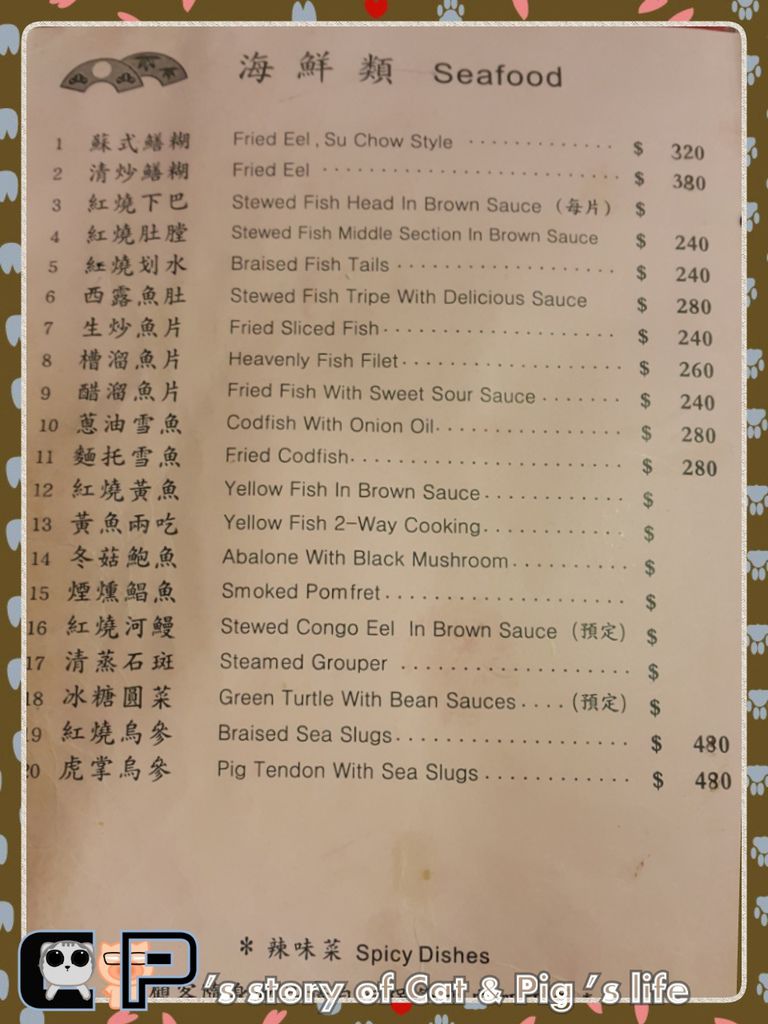 海鮮類 Seafood
1 蘇式鱔糊 Fried Eel , Su Chow Style ·············· $ 320
2 清炒鱔糊 Fried Eel ························· $ 380
3 紅燒下巴 Stewed Fish Head In Brown Sauce (每片) $
4 紅燒肚膛 Stewed Fish Middle Section In Brown Sauce $ 240
5 紅燒划水 Braised Fish Tails ···················· $ 240
6 西露魚肚 Stewed Fish Tripe With Delicious Sauce $ 280
7 生炒魚片 Fried Sliced Fish····················· $ 240
8 槽溜魚片 Heavenly Fish Filet···················· $ 260
9 醋溜魚片 Fried Fish With Sweet Sour Sauce ······· $ 240
10 蔥油雪魚 Codfish With Onion Oil················· $ 280
11 麵托雪魚 Fried Codfish························ $ 280
12 紅燒黃魚 Yellow Fish In Brown Sauce············ $
13 黃魚兩吃 Yellow Fish 2-Way Cooking············ $
14 冬菇鮑魚 Abalone With Black Mushroom·········· $
15 煙燻鯧魚 Smoked Pomfret····················· $
16 紅燒河鰻 Stewed Congo Eel In Brown Sauce (預定) $
17 清蒸石斑 Steamed Grouper ···················· $
18 冰糖圓菜 Green Turtle With Bean Sauces···· (預定) $
19 紅燒烏參 Braised Sea Slugs···················· $ 480
20 虎掌烏參 Pig Tendon With Sea Slugs············ $ 480
* 辣味菜 Spicy Dishes
CP's story of Cat & Pig's life